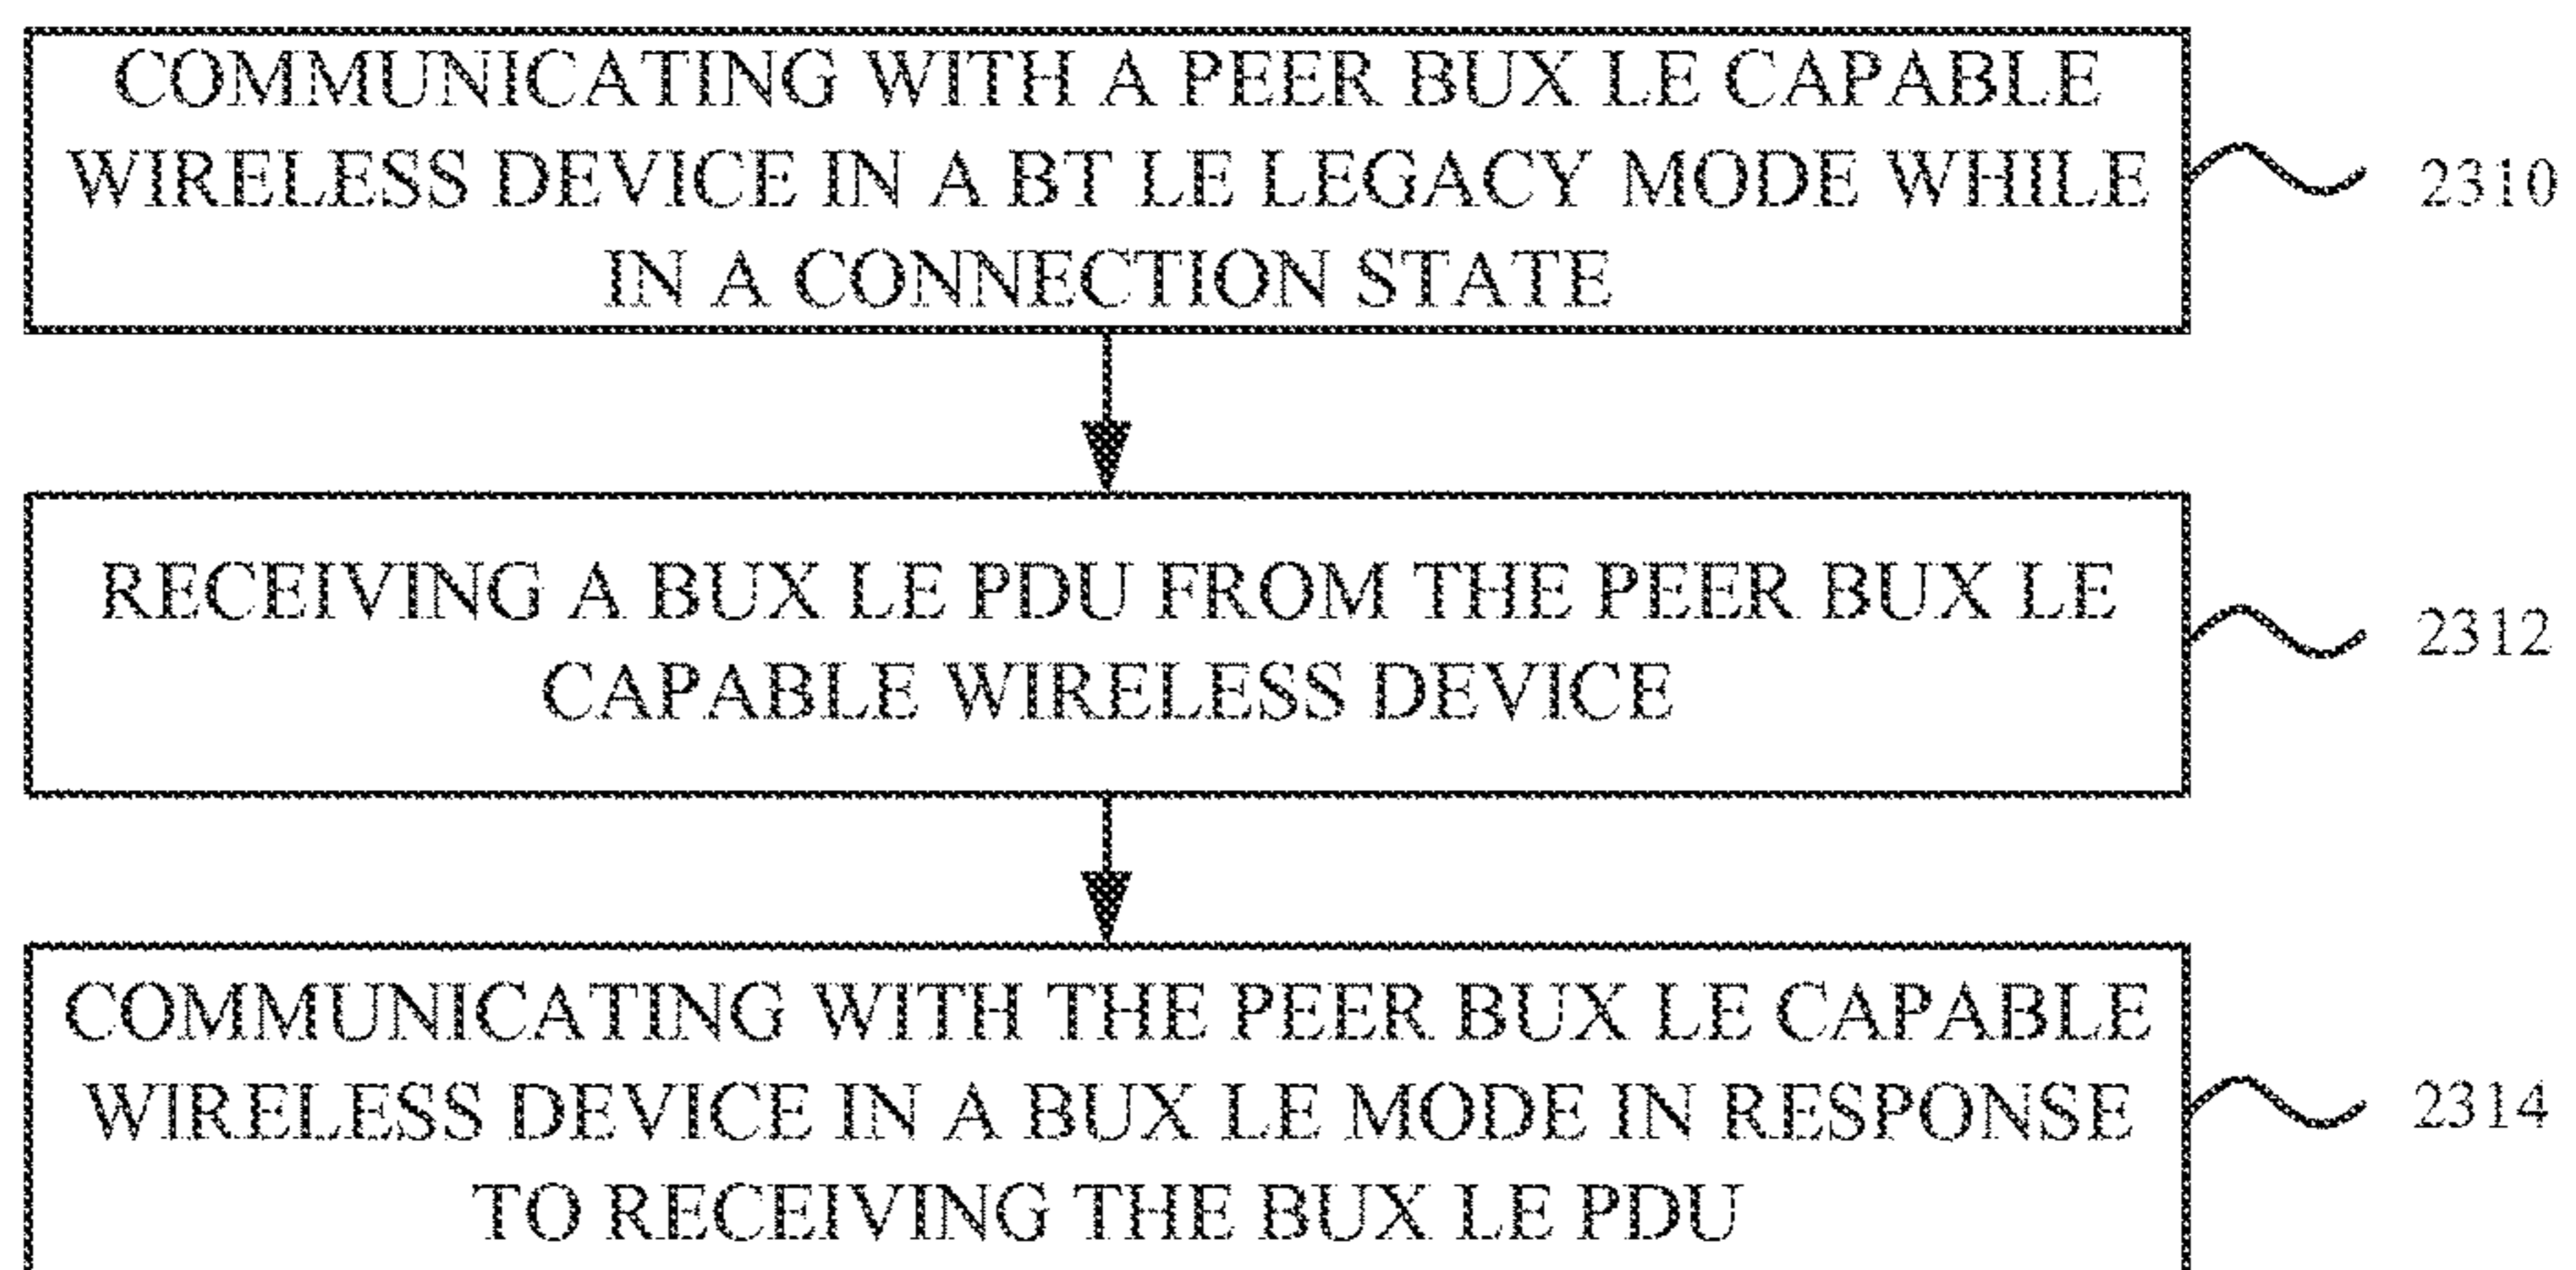 COMMUNICATING WITH A PEER BUX LE CAPABLE
WIRELESS DEVICE IN A BT LE LEGACY MODE WHILE
IN A CONNECTION STATE
2310
RECEIVING A BUX LE PDU FROM THE PEER BUX LE
CAPABLE WIRELESS DEVICE
2312
COMMUNICATING WITH THE PEER BUX LE CAPABLE
WIRELESS DEVICE IN A BUX LE MODE IN RESPONSE
TO RECEIVING THE BUX LE PDU
2314